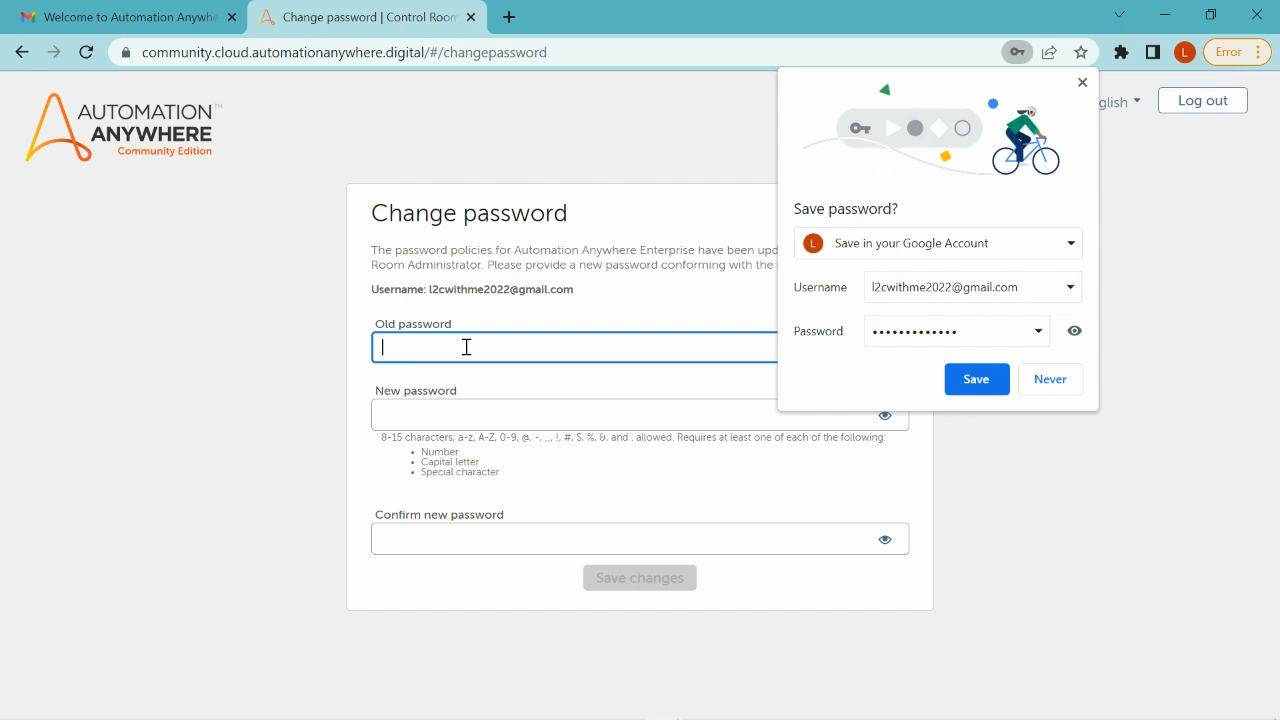 Welcome to Automation Anywhe
Change password | Control Room
community.cloud.automationanywhere.digital/#/changepassword
L
Error
AUTOMATION™
ANYWHERE
Community Edition
glish
Log out
Change password
The password policies for Automation Anywhere Enterprise have been upd
Room Administrator. Please provide a new password conforming with the
Username: l2cwithme2022@gmail.com
Old password
New password
8-15 characters; a-z, A-Z, 0-9, @, -, _, !, #, $, %, &, and . allowed. Requires at least one of each of the following:
• Number
• Capital letter
• Special character
Confirm new password
Save changes
Save password?
L Save in your Google Account
Username l2cwithme2022@gmail.com
Password •••••••••••••
Save Never